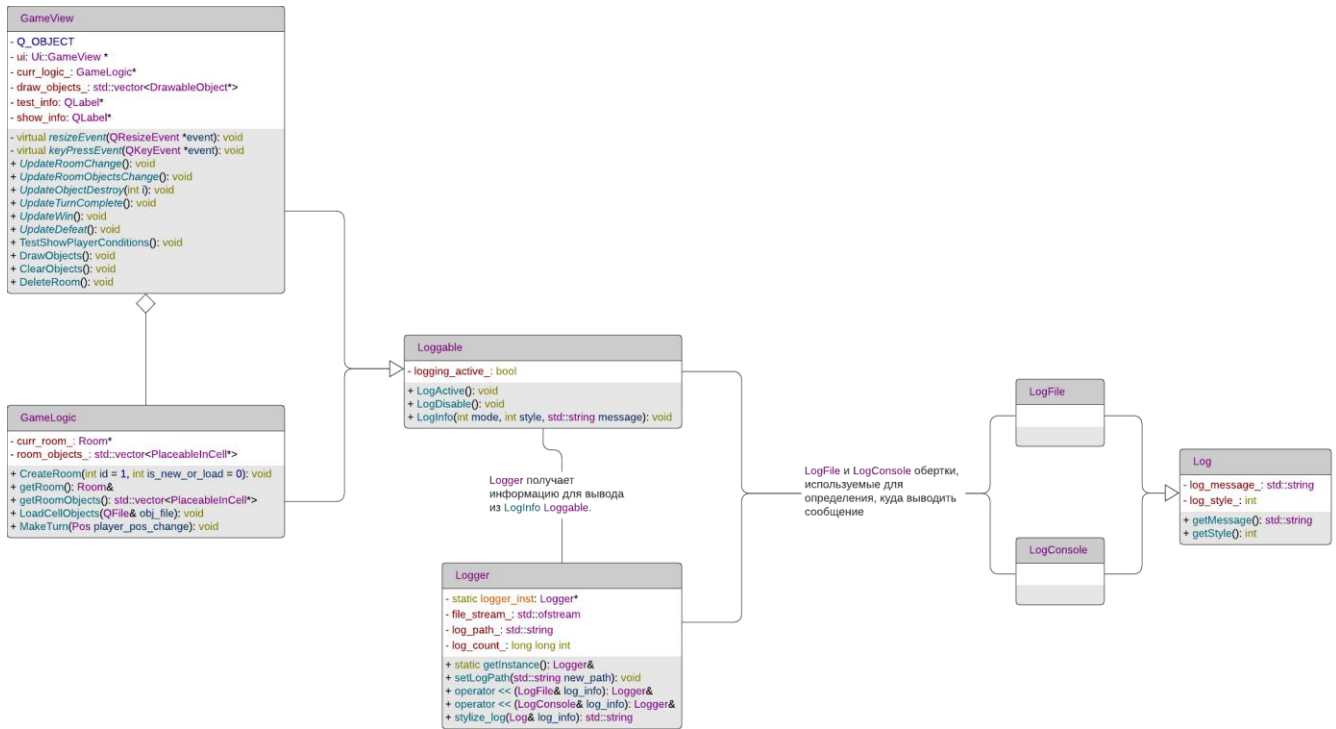 GameView
- Q_OBJECT
- ui: Ui::GameView *
- curr_logic_: GameLogic*
- draw_objects_: std::vector<DrawableObject*>
- test_info: QLabel*
- show_info: QLabel*
- virtual resizeEvent(QResizeEvent *event): void
- virtual keyPressEvent(QKeyEvent *event): void
+ UpdateRoomChange(): void
+ UpdateRoomObjectsChange(): void
+ UpdateObjectDestroy(int i): void
+ UpdateTurnComplete(): void
+ UpdateWin(): void
+ UpdateDefeat(): void
+ TestShowPlayerConditions(): void
+ DrawObjects(): void
+ ClearObjects(): void
+ DeleteRoom(): void
GameLogic
- curr_room_: Room*
- room_objects_: std::vector<PlaceableInCell*>
+ CreateRoom(int id = 1, int is_new_or_load = 0): void
+ getRoom(): Room&
+ getRoomObjects(): std::vector<PlaceableInCell*>
+ LoadCellObjects(QFile& obj_file): void
+ MakeTurn(Pos player_pos_change): void
Loggable
- logging_active_: bool
+ LogActive(): void
+ LogDisable(): void
+ LogInfo(int mode, int style, std::string message): void
Logger получает
информацию для вывода
из LogInfo Loggable.
Logger
- static logger_inst: Logger*
- file_stream_: std::ofstream
- log_path_: std::string
- log_count_: long long int
+ static getInstance(): Logger&
+ setLogPath(std::string new_path): void
+ operator << (LogFile& log_info): Logger&
+ operator << (LogConsole& log_info): Logger&
+ stylize_log(Log& log_info): std::string
LogFile и LogConsole обертки,
используемые для
определения, куда выводить
сообщение
LogFile
LogConsole
Log
- log_message_: std::string
- log_style_: int
+ getMessage(): std::string
+ getStyle(): int